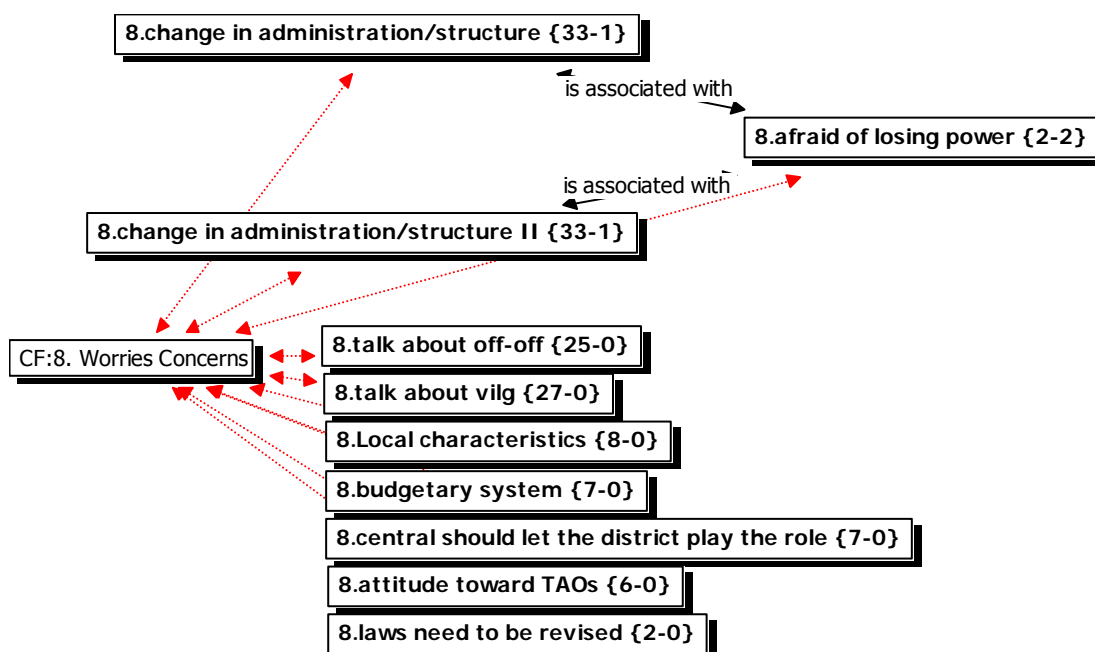 8.change in administration/structure {33-1}
is associated with
8.afraid of losing power {2-2}
is associated with
8.change in administration/structure II {33-1}
8.talk about off-off {25-0}
CF:8. Worries Concerns
8.talk about vilg {27-0}
8.Local characteristics {8-0}
8.budgetary system {7-0}
8.central should let the district play the role {7-0}
8.attitude toward TAOs {6-0}
8.laws need to be revised {2-0}